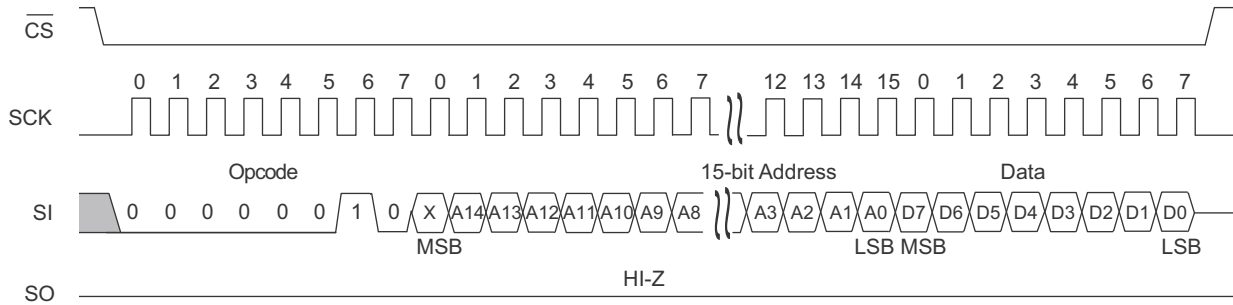 CS
0 1 2 3 4 5 6 7 0 1 2 3 4 5 6 7 12 13 14 15 0 1 2 3 4 5 6 7
SCK
Opcode 15-bit Address Data
SI 0 0 0 0 0 0 1 0 X A14 A13 A12 A11 A10 A9 A8 A3 A2 A1 A0 D7 D6 D5 D4 D3 D2 D1 D0
MSB LSB MSB LSB
HI-Z
SO